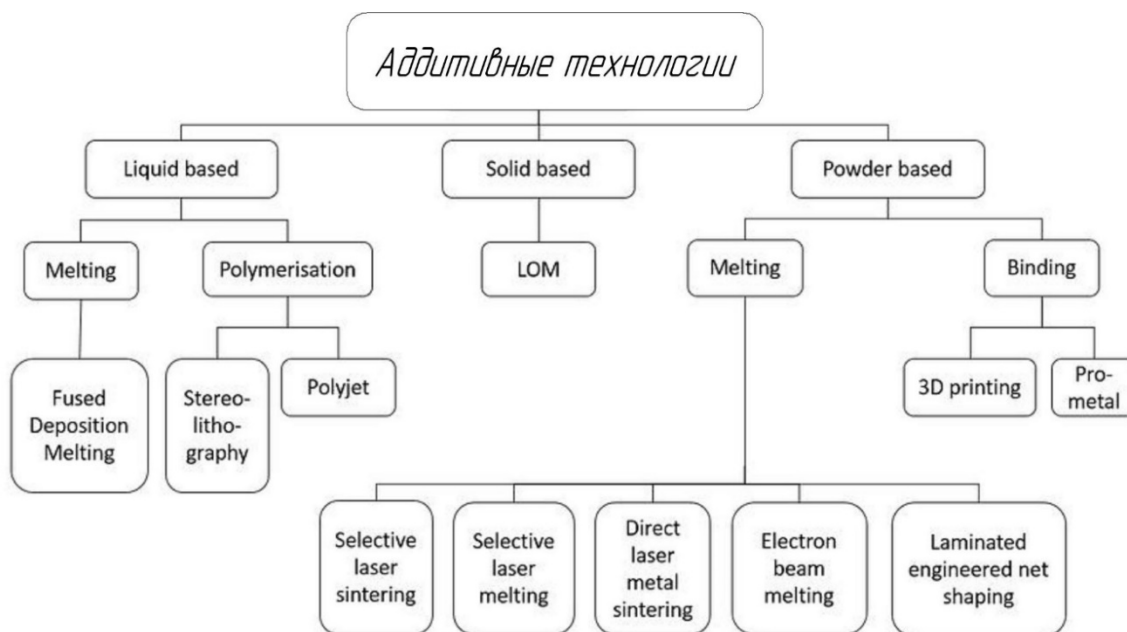 Аддитивные технологии
Liquid based
Solid based
Powder based
Melting
Polymerisation
LOM
Melting
Binding
Fused
Deposition
Melting
Stereo-
litho-
graphy
Polyjet
3D printing
Pro-
metal
Selective
laser
sintering
Selective
laser
melting
Direct
laser
metal
sintering
Electron
beam
melting
Laminated
engineered net
shaping